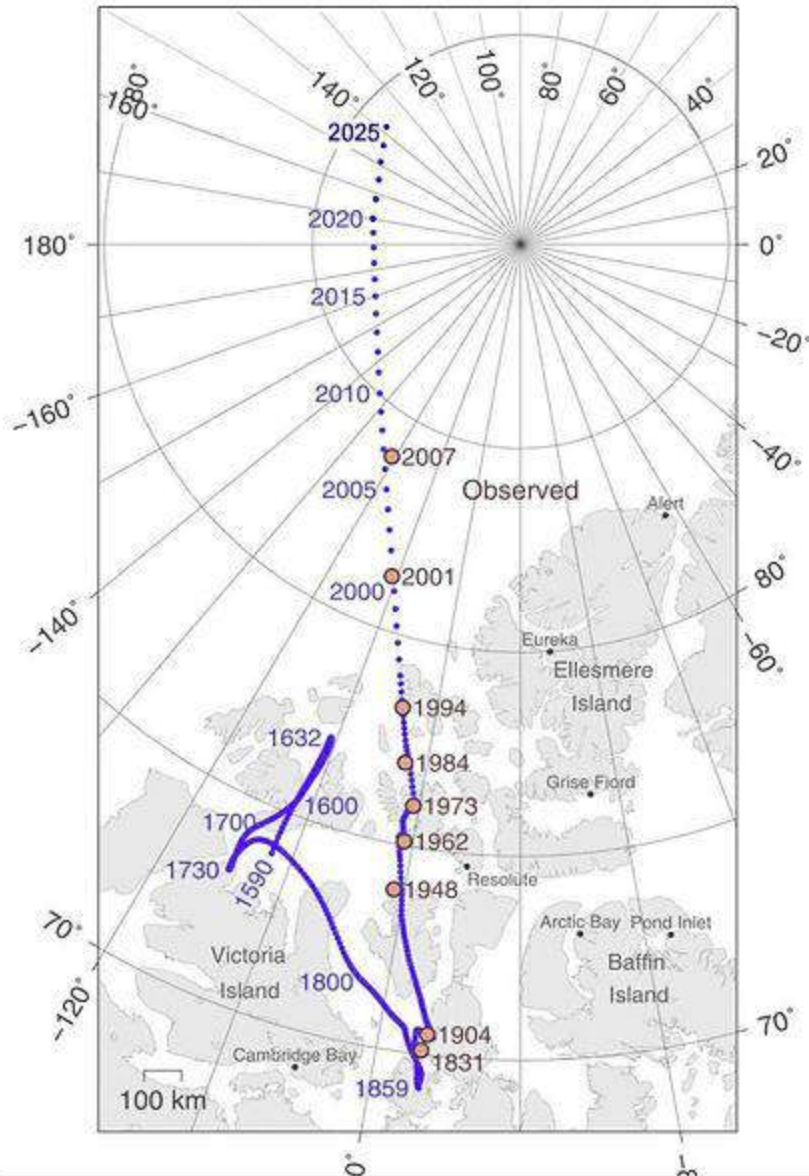 140°
120°
100°
80°
60°
40°
20°
0°
−20°
−40°
−60°
80°
70°
180°
160°
180°
−160°
−140°
70°
−120°
2025
2020
2015
2010
2007
2005
Observed
Alert
2001
2000
Eureka
Ellesmere
Island
1994
1632
1984
Grise Fiord
1600
1973
1700
1962
1730
1590
Resolute
1948
Arctic Bay
Pond Inlet
Victoria
Island
Baffin
Island
1800
1904
1831
Cambridge Bay
1859
100 km